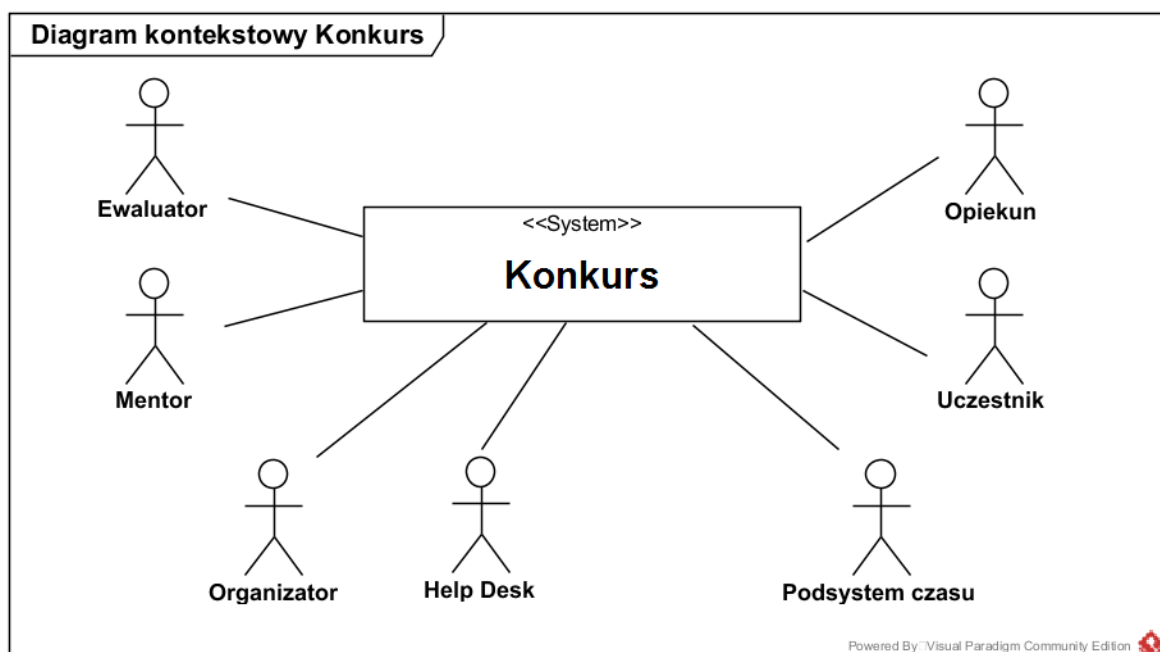 Diagram kontekstowy Konkurs
Ewaluator
Opiekun
<<System>>
Konkurs
Mentor
Uczestnik
Organizator
Help Desk
Podsystem czasu
Powered By Visual Paradigm Community Edition